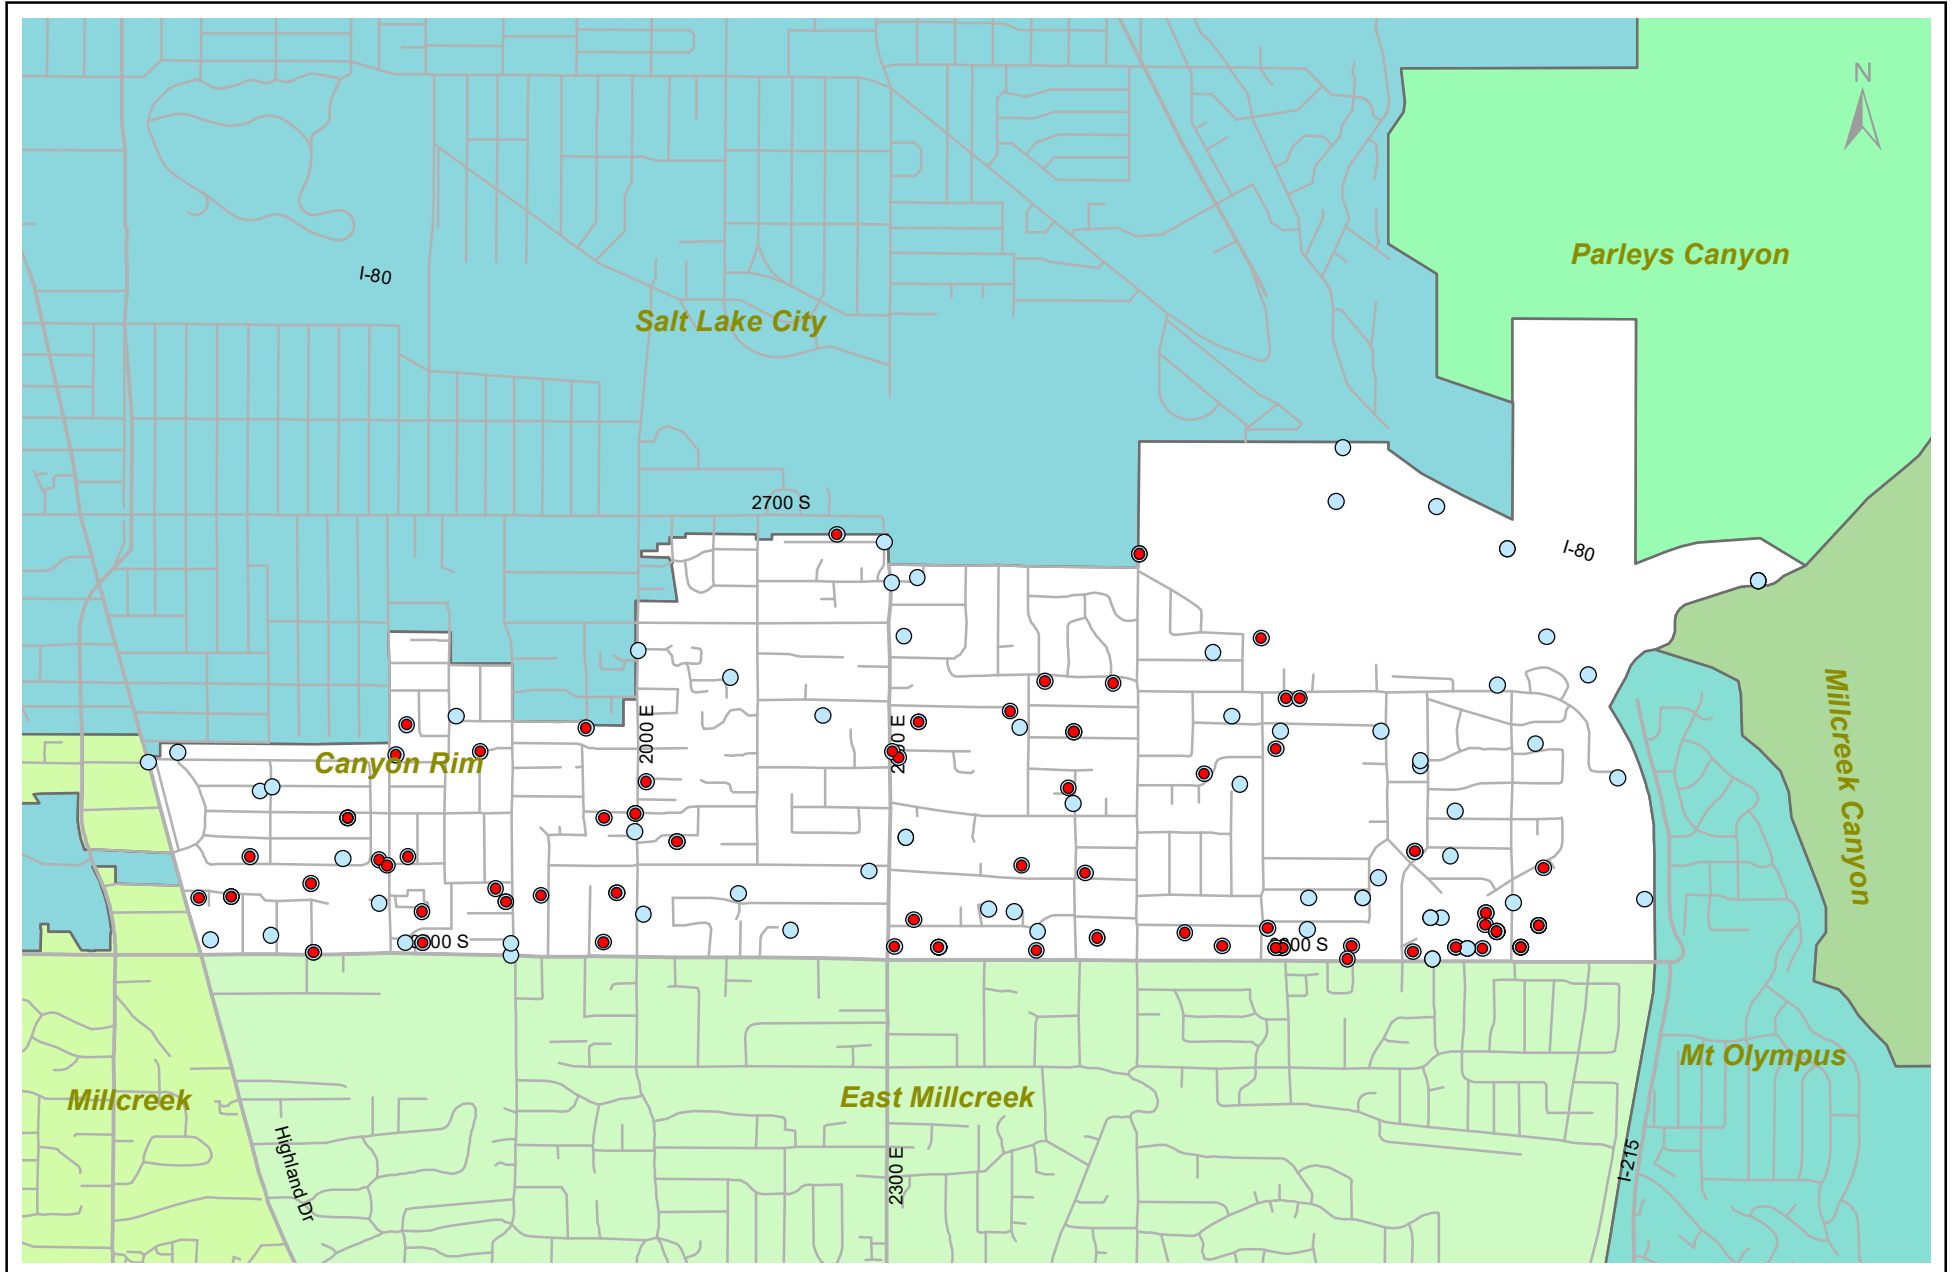 N
Parleys Canyon
I-80
Salt Lake City
2700 S
I-80
2000 E
Canyon Rim
Millcreek Canyon
Mt Olympus
East Millcreek
Millcreek
Highland Dr
2300 E
I-215